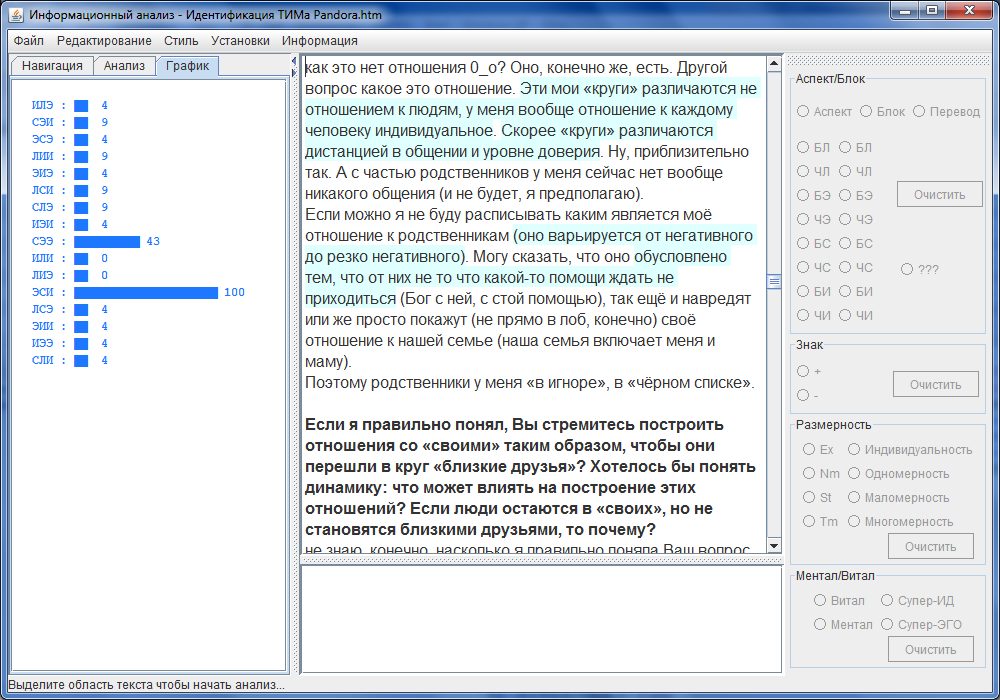 Информационный анализ - Идентификация ТИМа Pandora.htm
Файл Редактирование Стиль Установки Информация
Навигация Анализ График
ИЛЭ : 4
СЭИ : 9
ЭСЭ : 4
ЛИИ : 9
ЭИЭ : 4
ЛСИ : 9
СЛЭ : 9
ИЭИ : 4
СЭЭ : 43
ИЛИ : 0
ЛИЭ : 0
ЭСИ : 100
ЛСЭ : 4
ЭИИ : 4
ИЭЭ : 4
СЛИ : 4
как это нет отношения 0_о? Оно, конечно же, есть. Другой
вопрос какое это отношение. Эти мои «круги» различаются не
отношением к людям, у меня вообще отношение к каждому
человеку индивидуальное. Скорее «круги» различаются
дистанцией в общении и уровне доверия. Ну, приблизительно
так. А с частью родственников у меня сейчас нет вообще
никакого общения (и не будет, я предполагаю).
Если можно я не буду расписывать каким является моё
отношение к родственникам (оно варьируется от негативного
до резко негативного). Могу сказать, что оно обусловлено
тем, что от них не то что какой-то помощи ждать не
приходиться (Бог с ней, с стой помощью), так ещё и навредят
или же просто покажут (не прямо в лоб, конечно) своё
отношение к нашей семье (наша семья включает меня и
маму).
Поэтому родственники у меня «в игноре», в «чёрном списке».
Если я правильно понял, Вы стремитесь построить
отношения со «своими» таким образом, чтобы они
перешли в круг «близкие друзья»? Хотелось бы понять
динамику: что может влиять на построение этих
отношений? Если люди остаются в «своих», но не
становятся близкими друзьями, то почему?
не знаю, конечно, насколько я правильно поняла Ваш вопрос,
Аспект/Блок
Аспект Блок Перевод
БЛ БЛ
ЧЛ ЧЛ
БЭ БЭ Очистить
ЧЭ ЧЭ
БС БС
ЧС ЧС ???
БИ БИ
ЧИ ЧИ
Знак
+
- Очистить
Размерность
Ex Индивидуальность
Nm Одномерность
St Маломерность
Tm Многомерность
Очистить
Ментал/Витал
Витал Супер-ИД
Ментал Супер-ЭГО
Очистить
Выделите область текста чтобы начать анализ...